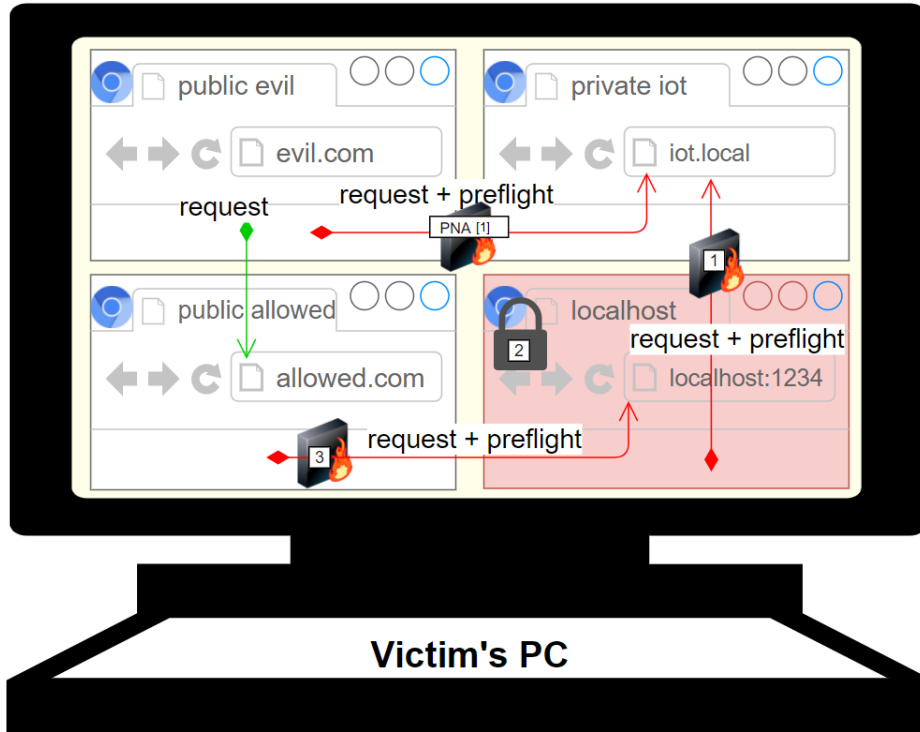 public evil
evil.com
private iot
iot.local
request
request + preflight
PNA [1]
1
public allowed
allowed.com
localhost
2
request + preflight
localhost:1234
request + preflight
3
Victim's PC